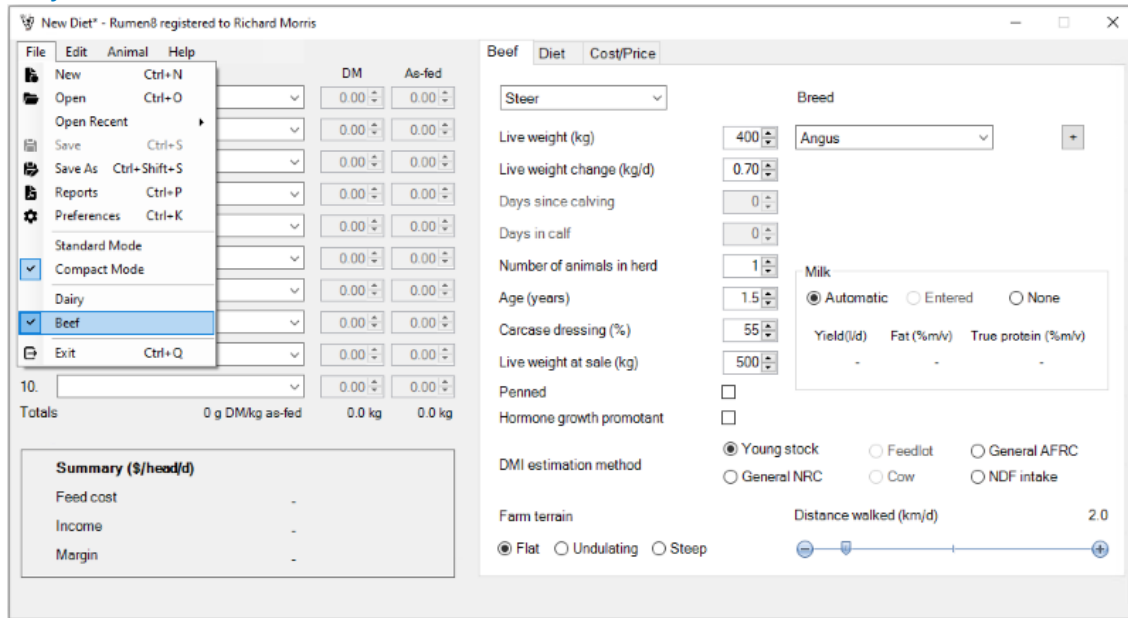 New Diet* - Rumen8 registered to Richard Morris
File Edit Animal Help
New Ctrl+N
Open Ctrl+O
Open Recent
Save Ctrl+S
Save As Ctrl+Shift+S
Reports Ctrl+P
Preferences Ctrl+K
Standard Mode
Compact Mode
Dairy
Beef
Exit Ctrl+Q
DM As-fed
0.00 0.00
0.00 0.00
0.00 0.00
0.00 0.00
0.00 0.00
0.00 0.00
0.00 0.00
0.00 0.00
0.00 0.00
10. 0.00 0.00
Totals 0 g DM/kg as-fed 0.0 kg 0.0 kg
Summary ($/head/d)
Feed cost -
Income -
Margin -
Beef Diet Cost/Price
Steer Breed
Live weight (kg) 400 Angus +
Live weight change (kg/d) 0.70
Days since calving 0
Days in calf 0
Number of animals in herd 1
Age (years) 1.5
Carcase dressing (%) 55
Live weight at sale (kg) 500
Penned
Hormone growth promotant
Milk
Automatic Entered None
Yield(l/d) Fat (%m/v) True protein (%m/v)
- - -
DMI estimation method
Young stock Feedlot General AFRC
General NRC Cow NDF intake
Farm terrain Distance walked (km/d) 2.0
Flat Undulating Steep